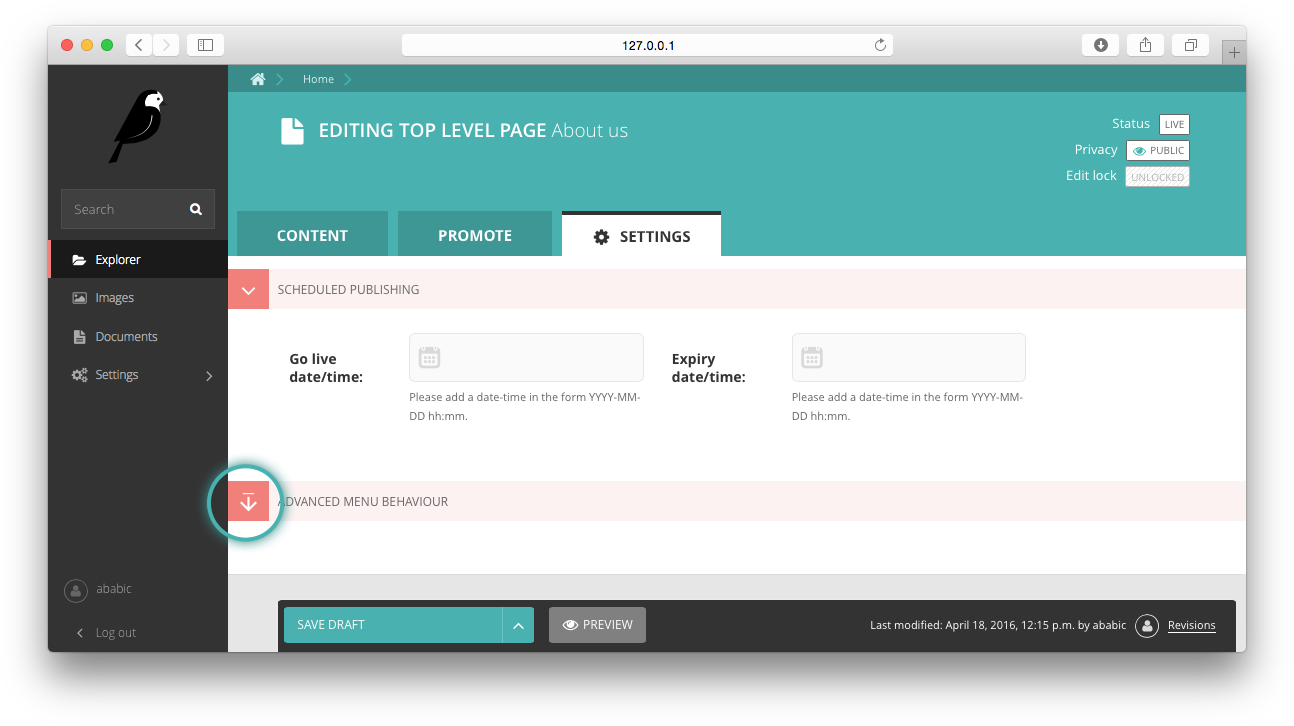 127.0.0.1
Home
EDITING TOP LEVEL PAGE About us
Status LIVE
Privacy PUBLIC
Edit lock UNLOCKED
Search
Explorer
Images
Documents
Settings
ababic
Log out
CONTENT
PROMOTE
SETTINGS
SCHEDULED PUBLISHING
Go live
date/time:
Please add a date-time in the form YYYY-MM-
DD hh:mm.
Expiry
date/time:
Please add a date-time in the form YYYY-MM-
DD hh:mm.
ADVANCED MENU BEHAVIOUR
SAVE DRAFT
PREVIEW
Last modified: April 18, 2016, 12:15 p.m. by ababic
Revisions